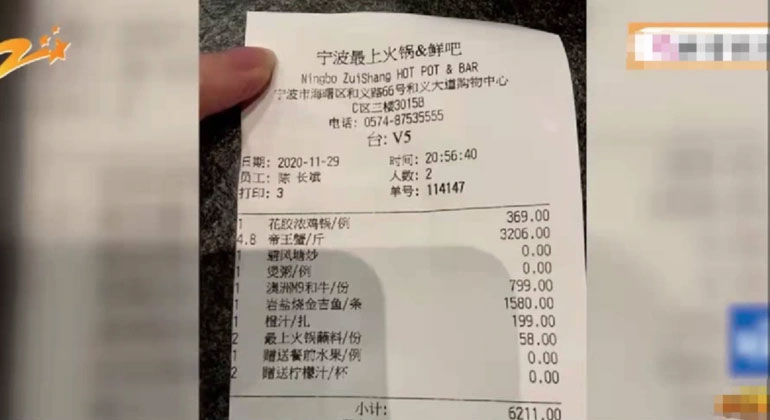 宁波最上火锅&鲜吧
Ningbo ZuiShang HOT POT & BAR
宁波市海曙区和义路66号和义大道购物中心
C区三楼3015B
电话: 0574-87535555
台: V5
日期: 2020-11-29 时间: 20:56:40
员工: 陈 长斌 人数: 2
打印: 3 单号: 114147
1 花胶浓鸡锅/例 369.00
4.8 帝王蟹/斤 3206.00
1 避风塘炒 0.00
1 煲粥/例 0.00
1 澳洲M9和牛/份 799.00
1 岩盐烧金吉鱼/条 1580.00
1 橙汁/扎 199.00
2 最上火锅蘸料/份 58.00
1 赠送餐前水果/例 0.00
2 赠送柠檬汁/杯 0.00
小计: 6211.00